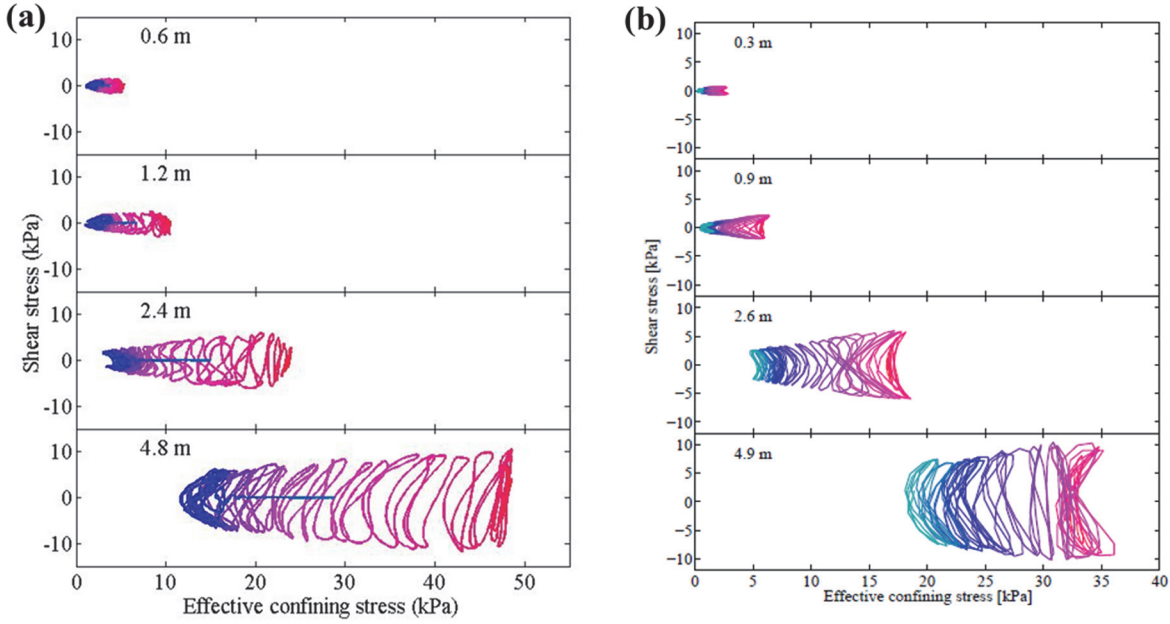 (a)
0.6 m
10
0
-10
1.2 m
10
0
-10
2.4 m
10
0
-10
4.8 m
10
0
-10
Shear stress (kPa)
0 10 20 30 40 50
Effective confining stress (kPa)
(b)
0.3 m
10
5
0
−5
−10
0.9 m
10
5
0
−5
−10
2.6 m
10
5
0
−5
−10
4.9 m
10
5
0
−5
−10
Shear stress [kPa]
0 5 10 15 20 25 30 35 40
Effective confining stress [kPa]